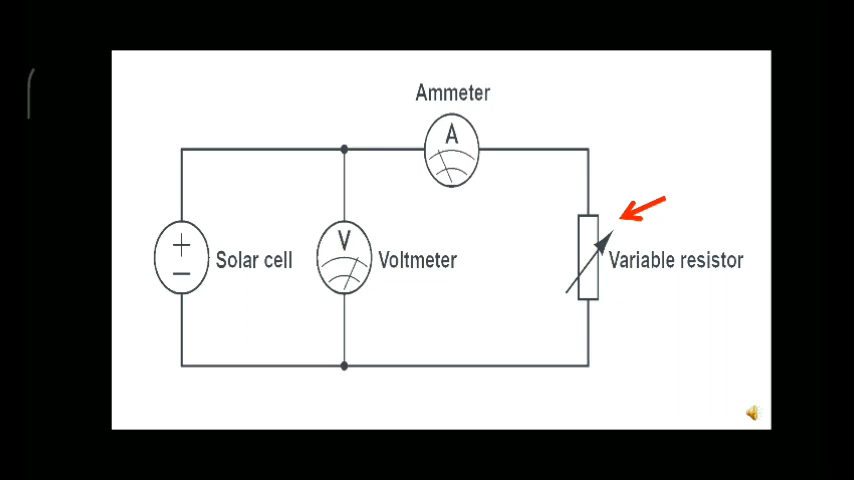 Ammeter
A
+
V
Solar cell
Voltmeter
Variable resistor
−